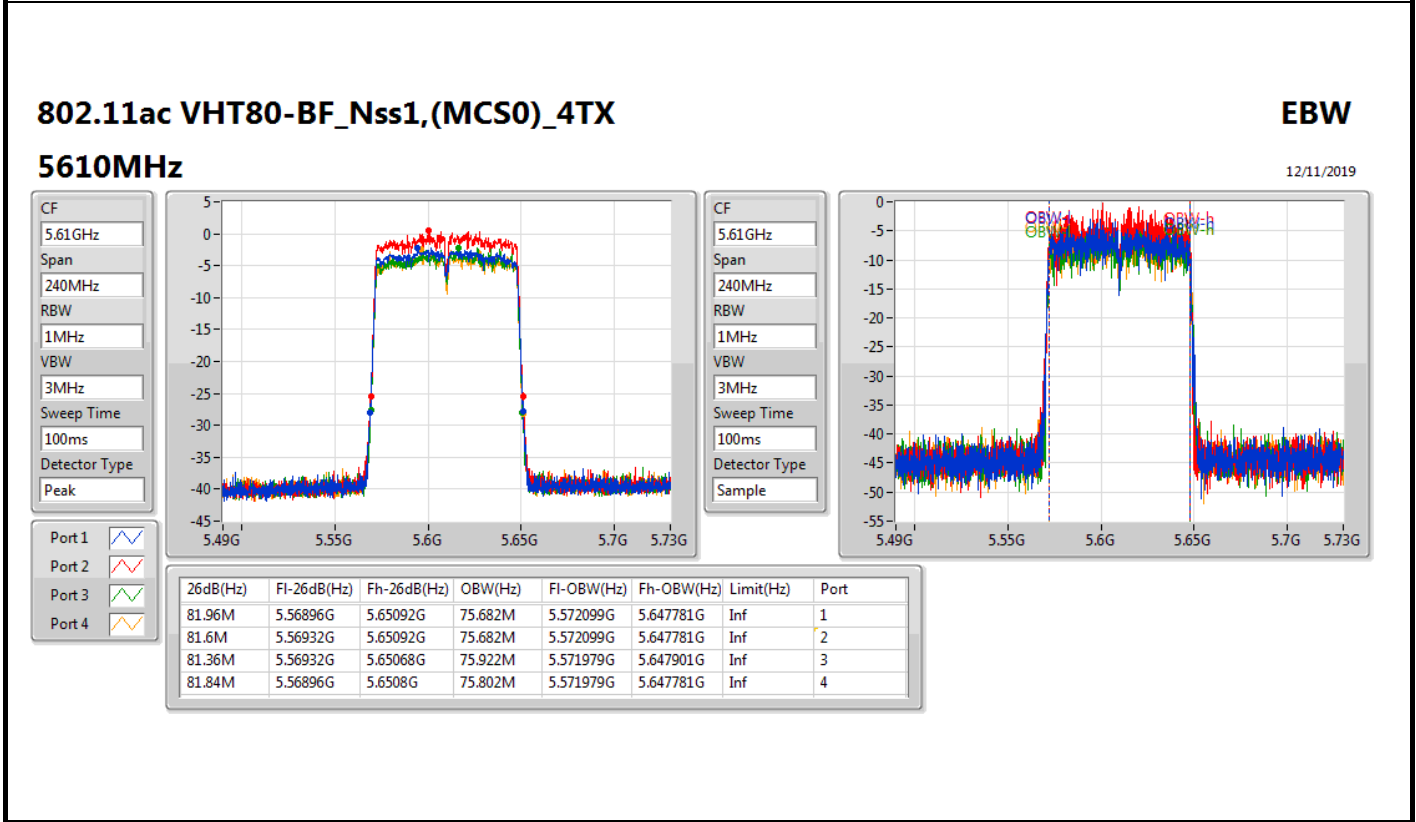 802.11ac VHT80-BF_Nss1,(MCS0)_4TX EBW
5610MHz 12/11/2019
CF
5.61GHz
Span
240MHz
RBW
1MHz
VBW
3MHz
Sweep Time
100ms
Detector Type
Peak
5
0
-5
-10
-15
-20
-25
-30
-35
-40
-45
5.49G 5.55G 5.6G 5.65G 5.7G 5.73G
CF
5.61GHz
Span
240MHz
RBW
1MHz
VBW
3MHz
Sweep Time
100ms
Detector Type
Sample
0
-5
-10
-15
-20
-25
-30
-35
-40
-45
-50
-55
5.49G 5.55G 5.6G 5.65G 5.7G 5.73G
Port 1
Port 2
Port 3
Port 4
26dB(Hz) Fl-26dB(Hz) Fh-26dB(Hz) OBW(Hz) Fl-OBW(Hz) Fh-OBW(Hz) Limit(Hz) Port
81.96M 5.56896G 5.65092G 75.682M 5.572099G 5.647781G Inf 1
81.6M 5.56932G 5.65092G 75.682M 5.572099G 5.647781G Inf 2
81.36M 5.56932G 5.65068G 75.922M 5.571979G 5.647901G Inf 3
81.84M 5.56896G 5.6508G 75.802M 5.571979G 5.647781G Inf 4